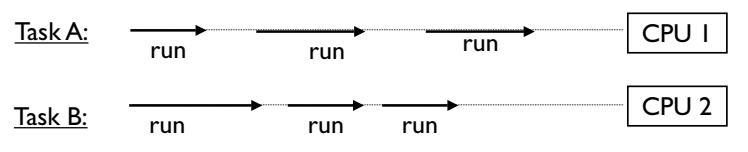 Task A: run run run CPU 1
Task B: run run run CPU 2